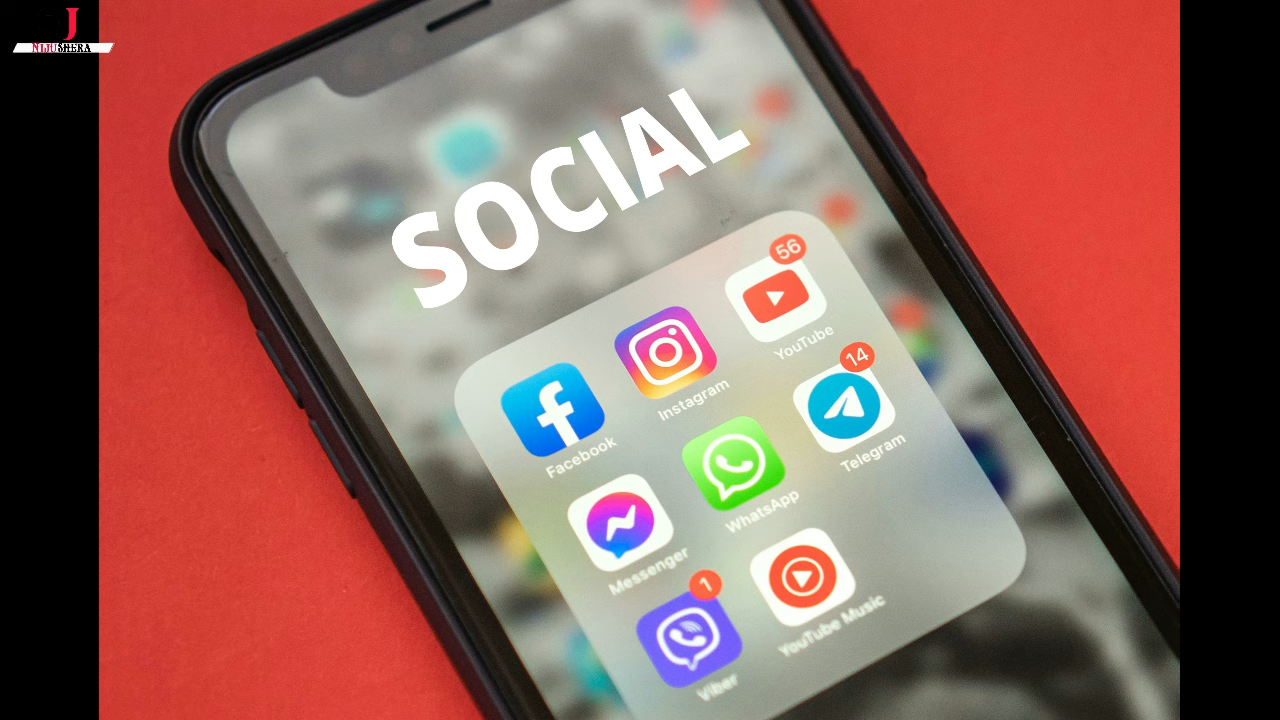 J
NIJUSHERA
SOCIAL
56
YouTube
Instagram
Facebook
14
Telegram
WhatsApp
Messenger
1
YouTube Music
Viber